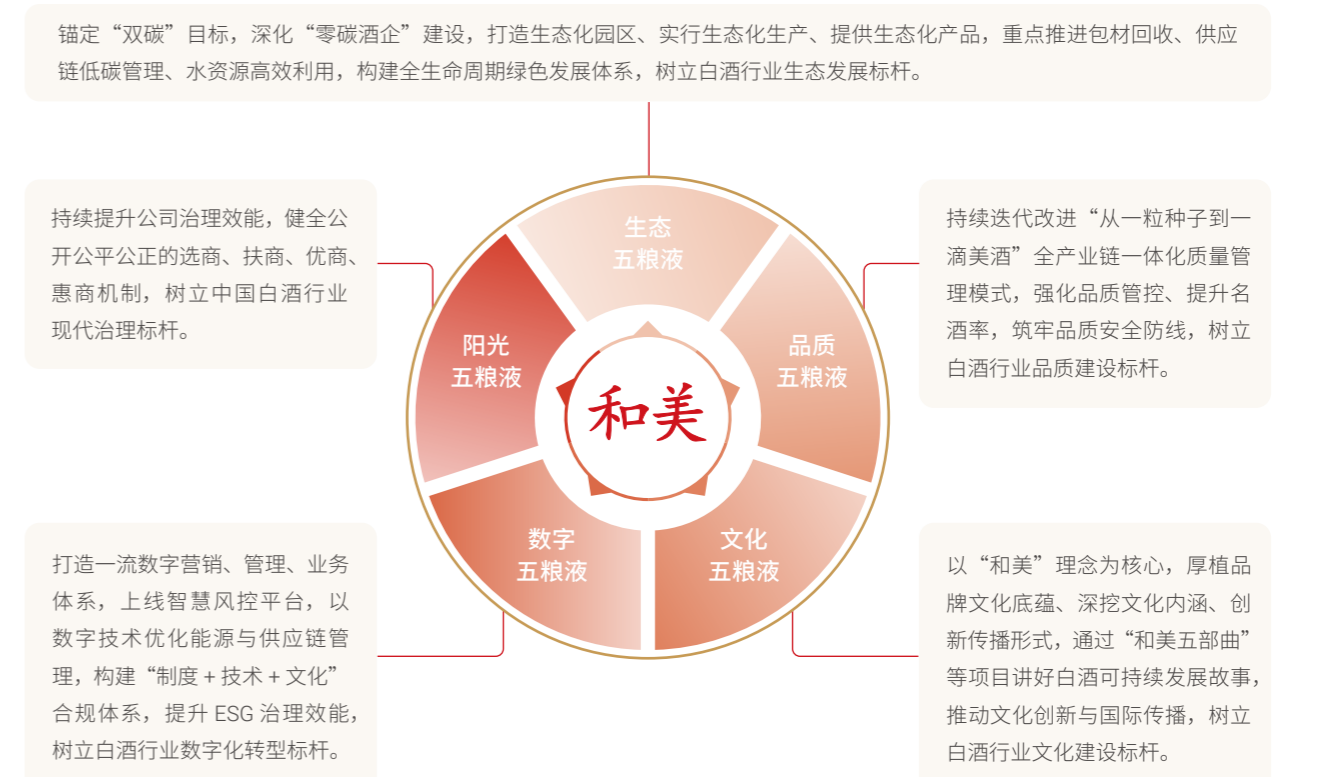 锚定“双碳”目标，深化“零碳酒企”建设，打造生态化园区、实行生态化生产、提供生态化产品，重点推进包材回收、供应
链低碳管理、水资源高效利用，构建全生命周期绿色发展体系，树立白酒行业生态发展标杆。
持续提升公司治理效能，健全公
开公平公正的选商、扶商、优商、
惠商机制，树立中国白酒行业
现代治理标杆。
生态
五粮液
持续迭代改进“从一粒种子到一
滴美酒”全产业链一体化质量管
理模式，强化品质管控、提升名
酒率，筑牢品质安全防线，树立
白酒行业品质建设标杆。
阳光
五粮液
品质
五粮液
和美
数字
五粮液
文化
五粮液
打造一流数字营销、管理、业务
体系，上线智慧风控平台，以
数字技术优化能源与供应链管
理，构建“制度+技术+文化”
合规体系，提升 ESG 治理效能，
树立白酒行业数字化转型标杆。
以“和美”理念为核心，厚植品
牌文化底蕴、深挖文化内涵、创
新传播形式，通过“和美五部曲”
等项目讲好白酒可持续发展故事，
推动文化创新与国际传播，树立
白酒行业文化建设标杆。